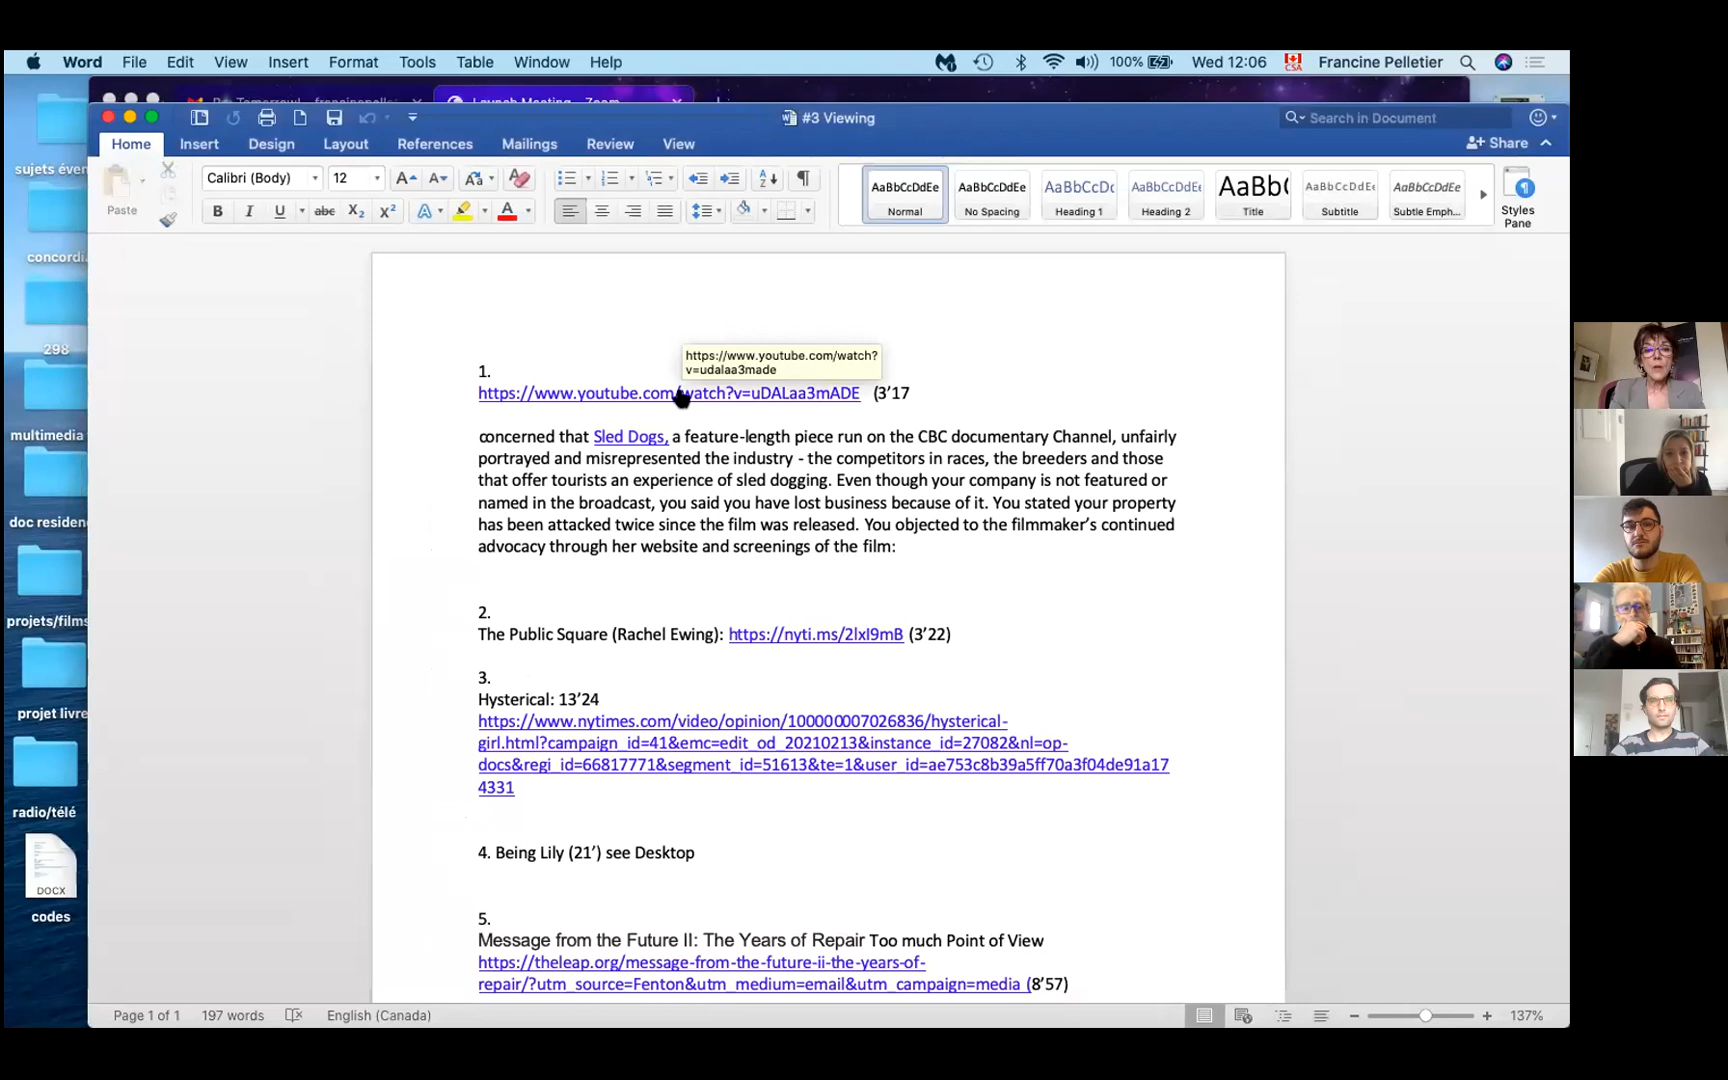 Word File Edit View Insert Format Tools Table Window Help 100% Wed 12:06 CSA Francine Pelletier
Launch Meeting - Zoom
#3 Viewing
Search in Document
Home Insert Design Layout References Mailings Review View Share
Paste
Calibri (Body) 12
AaBbCcDdEe AaBbCcDdEe AaBbCcDc AaBbCcDdEe AaBb( AaBbCcDdEe AaBbCcDdEe
Normal No Spacing Heading 1 Heading 2 Title Subtitle Subtle Emph...
Styles
Pane
sujets éven
concordi
298
multimedia
doc residen
projets/films
projet livre
radio/télé
DOCX
codes
https://www.youtube.com/watch?
v=udalaa3made
1.
https://www.youtube.com/watch?v=uDALaa3mADE (3’17
concerned that Sled Dogs, a feature-length piece run on the CBC documentary Channel, unfairly
portrayed and misrepresented the industry - the competitors in races, the breeders and those
that offer tourists an experience of sled dogging. Even though your company is not featured or
named in the broadcast, you said you have lost business because of it. You stated your property
has been attacked twice since the film was released. You objected to the filmmaker’s continued
advocacy through her website and screenings of the film:
2.
The Public Square (Rachel Ewing): https://nyti.ms/2lxI9mB (3’22)
3.
Hysterical: 13’24
https://www.nytimes.com/video/opinion/100000007026836/hysterical-
girl.html?campaign_id=41&emc=edit_od_20210213&instance_id=27082&nl=op-
docs&regi_id=66817771&segment_id=51613&te=1&user_id=ae753c8b39a5ff70a3f04de91a17
4331
4. Being Lily (21’) see Desktop
5.
Message from the Future II: The Years of Repair Too much Point of View
https://theleap.org/message-from-the-future-ii-the-years-of-
repair/?utm_source=Fenton&utm_medium=email&utm_campaign=media (8’57)
Page 1 of 1 197 words English (Canada) 137%